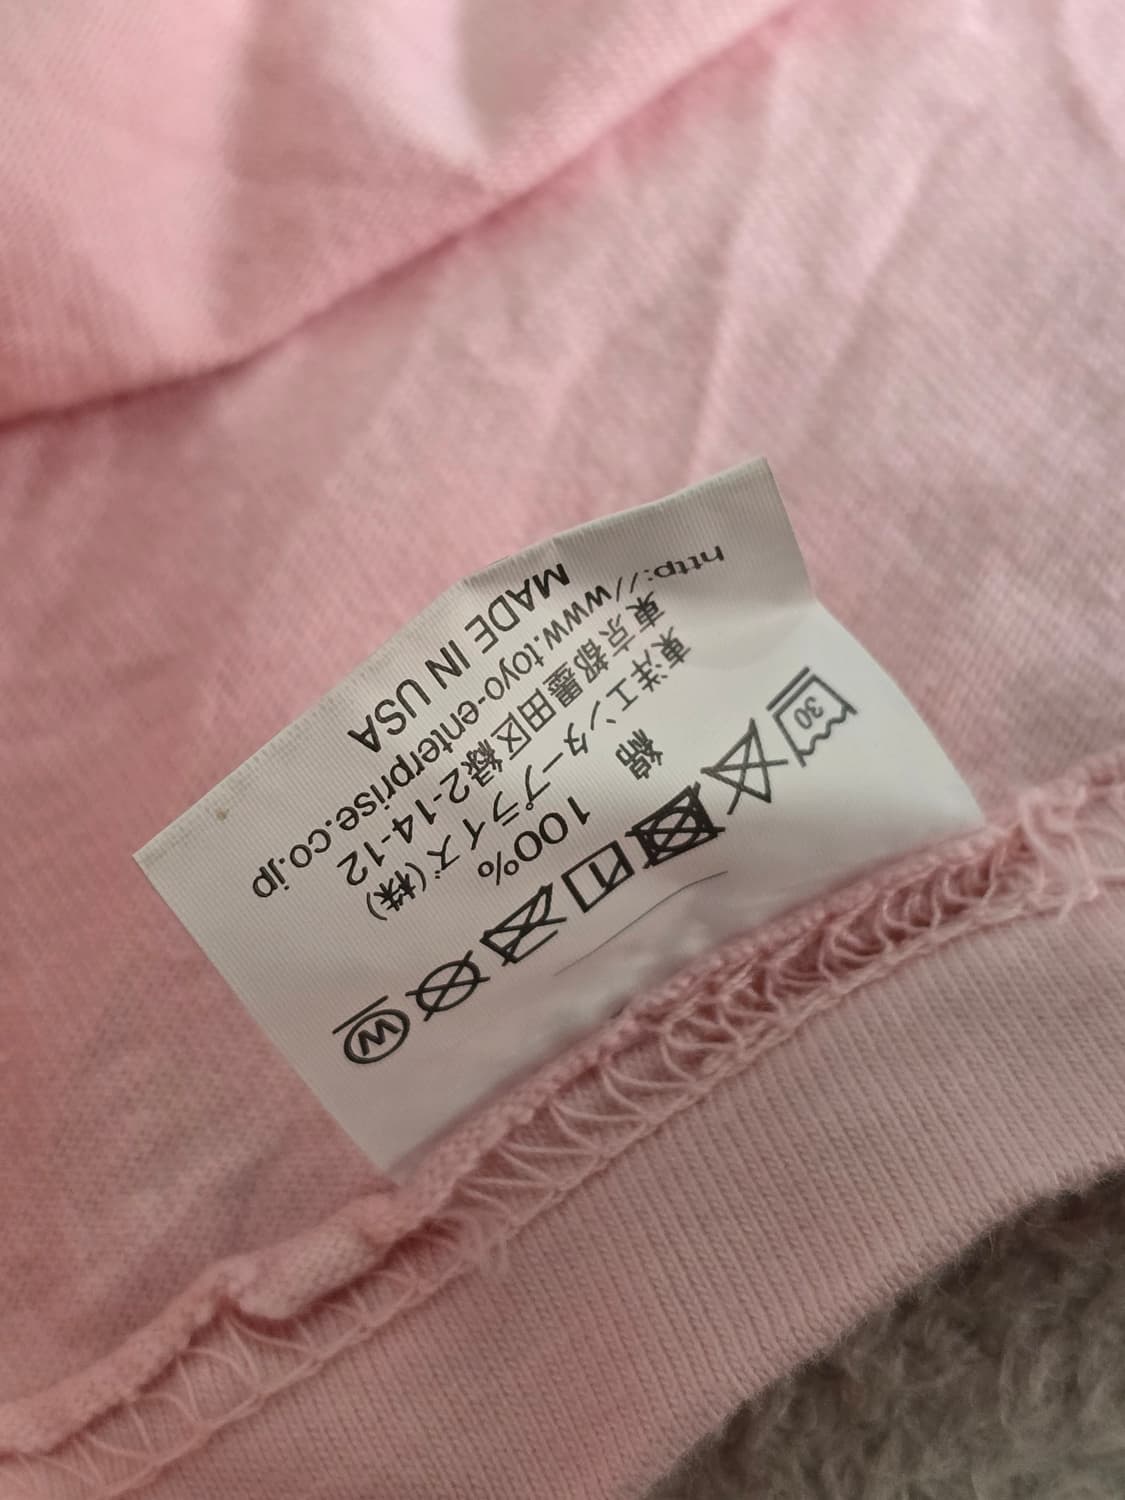 30
W
綿 100%
東洋エンタープライズ(株)
東京都墨田区緑2-14-12
http://www.toyo-enterprise.co.jp
MADE IN USA